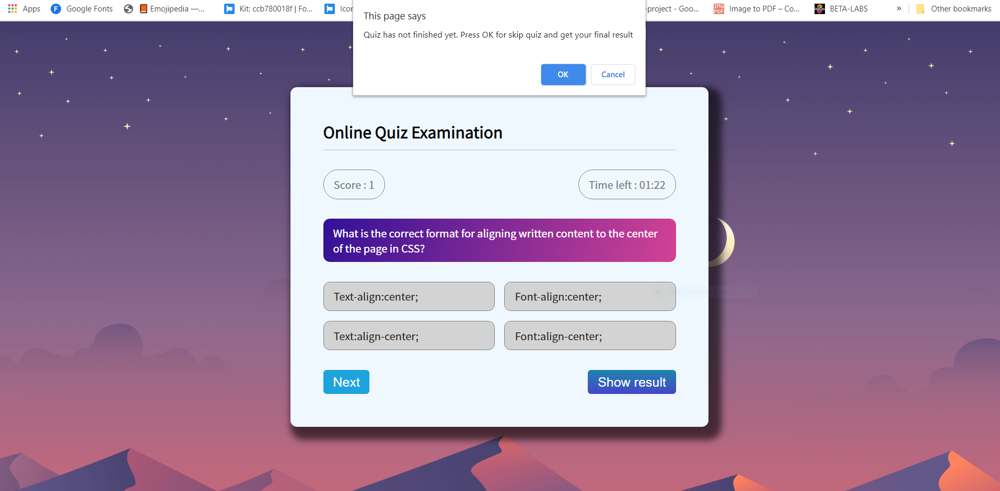 Apps Google Fonts Emojipedia —... Kit: ccb780018f | Fo... Icor -project - Goo... IMG PDF Image to PDF – Co... BETA-LABS » Other bookmarks
This page says
Quiz has not finished yet. Press OK for skip quiz and get your final result
OK Cancel
Online Quiz Examination
Score : 1 Time left : 01:22
What is the correct format for aligning written content to the center
of the page in CSS?
Text-align:center; Font-align:center;
Text:align-center; Font:align-center;
Next Show result